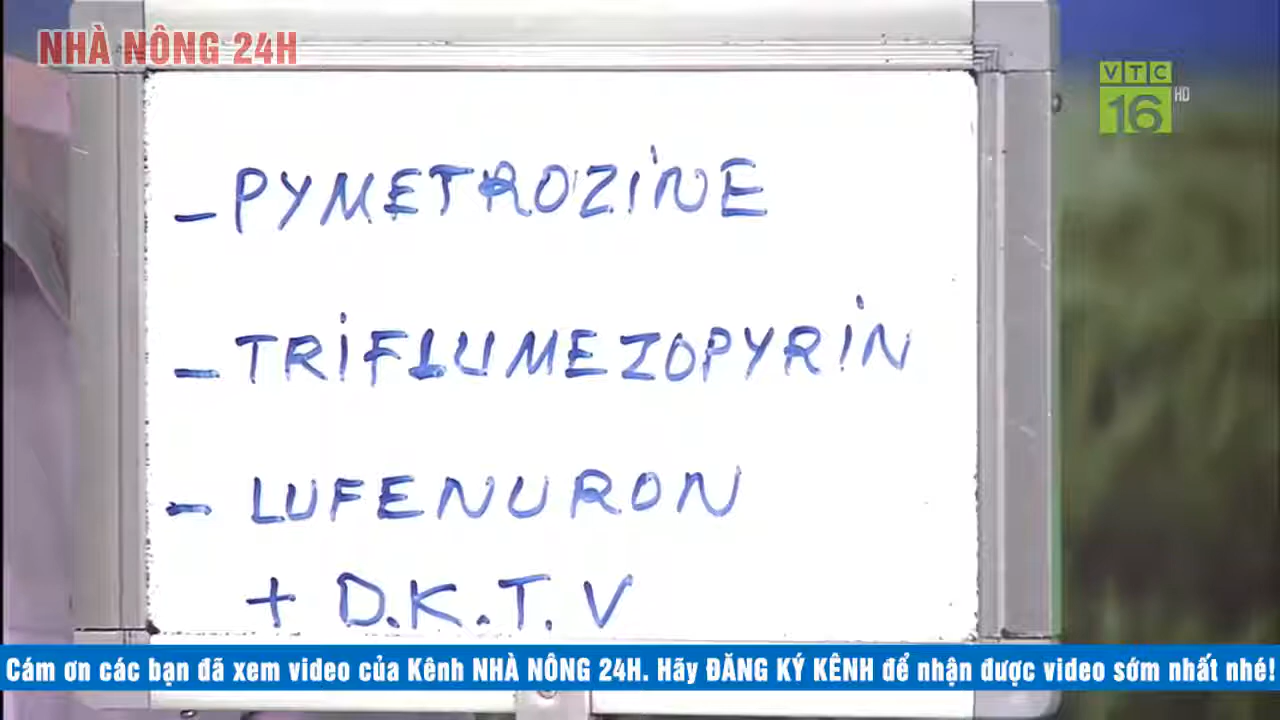 NHÀ NÔNG 24H
VTC
16 HD
- PYMETROZINE
- TRIFLUMEZOPYRIN
- LUFENURON
+ D.K.T.V
Cám ơn các bạn đã xem video của Kênh NHÀ NÔNG 24H. Hãy ĐĂNG KÝ KÊNH để nhận được video sớm nhất nhé!